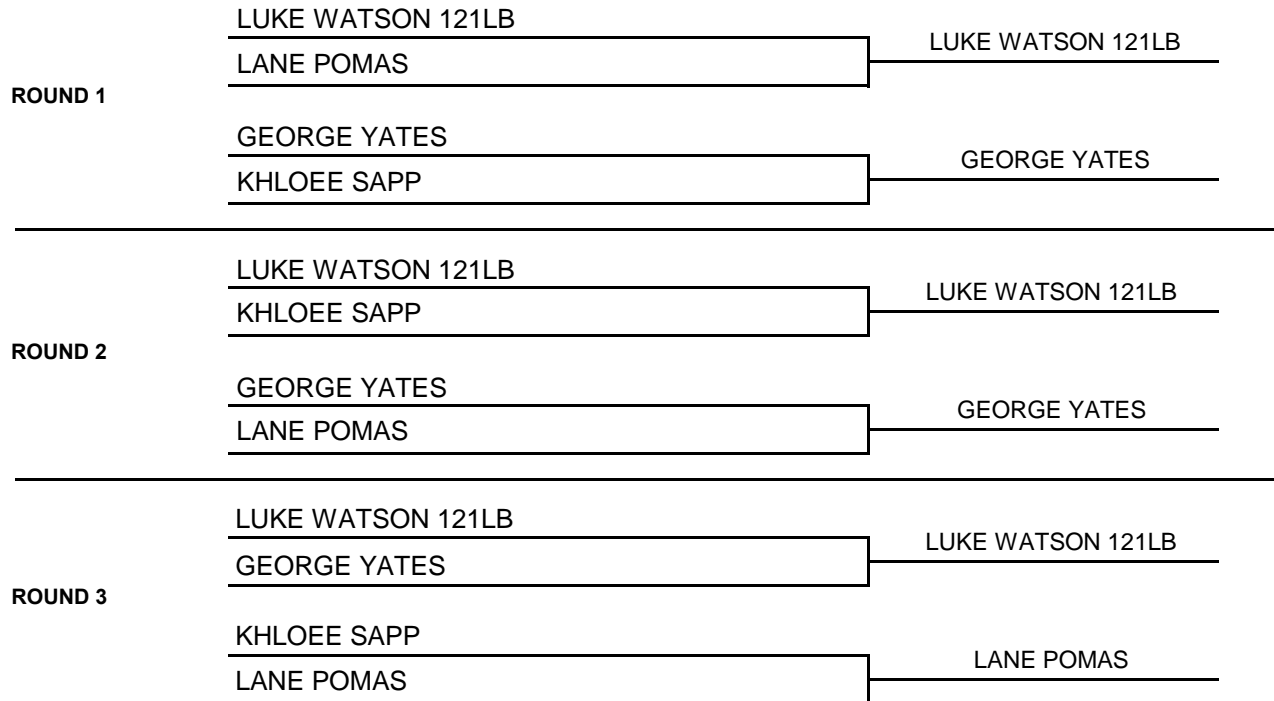 LUKE WATSON 121LB
LUKE WATSON 121LB
LANE POMAS
ROUND 1
GEORGE YATES
GEORGE YATES
KHLOEE SAPP
LUKE WATSON 121LB
LUKE WATSON 121LB
KHLOEE SAPP
ROUND 2
GEORGE YATES
GEORGE YATES
LANE POMAS
LUKE WATSON 121LB
LUKE WATSON 121LB
GEORGE YATES
ROUND 3
KHLOEE SAPP
LANE POMAS
LANE POMAS